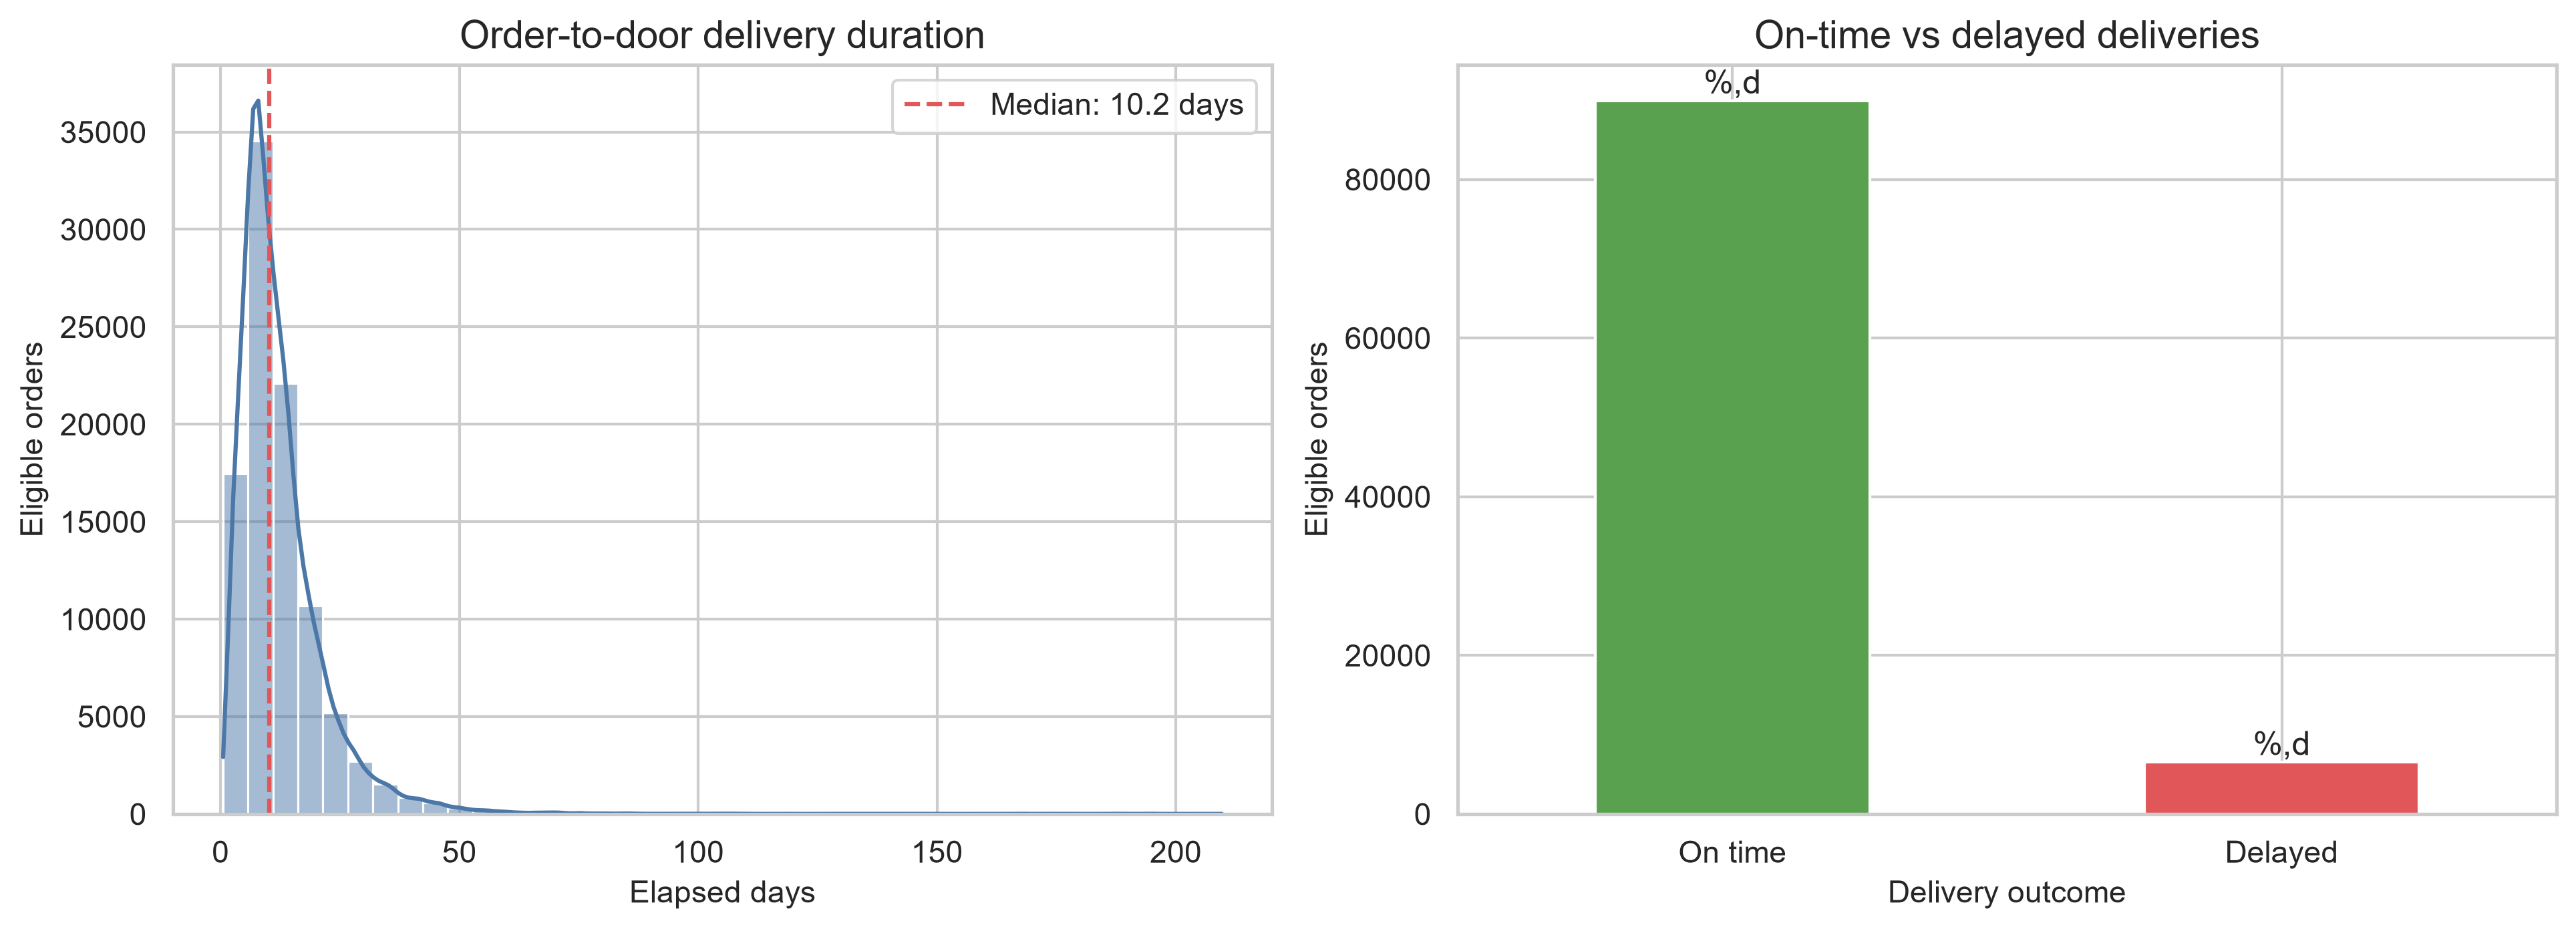 Order-to-door delivery duration
Median: 10.2 days
Eligible orders
35000
30000
25000
20000
15000
10000
5000
0
0 50 100 150 200
Elapsed days
On-time vs delayed deliveries
%,d
%,d
Eligible orders
80000
60000
40000
20000
0
On time Delayed
Delivery outcome